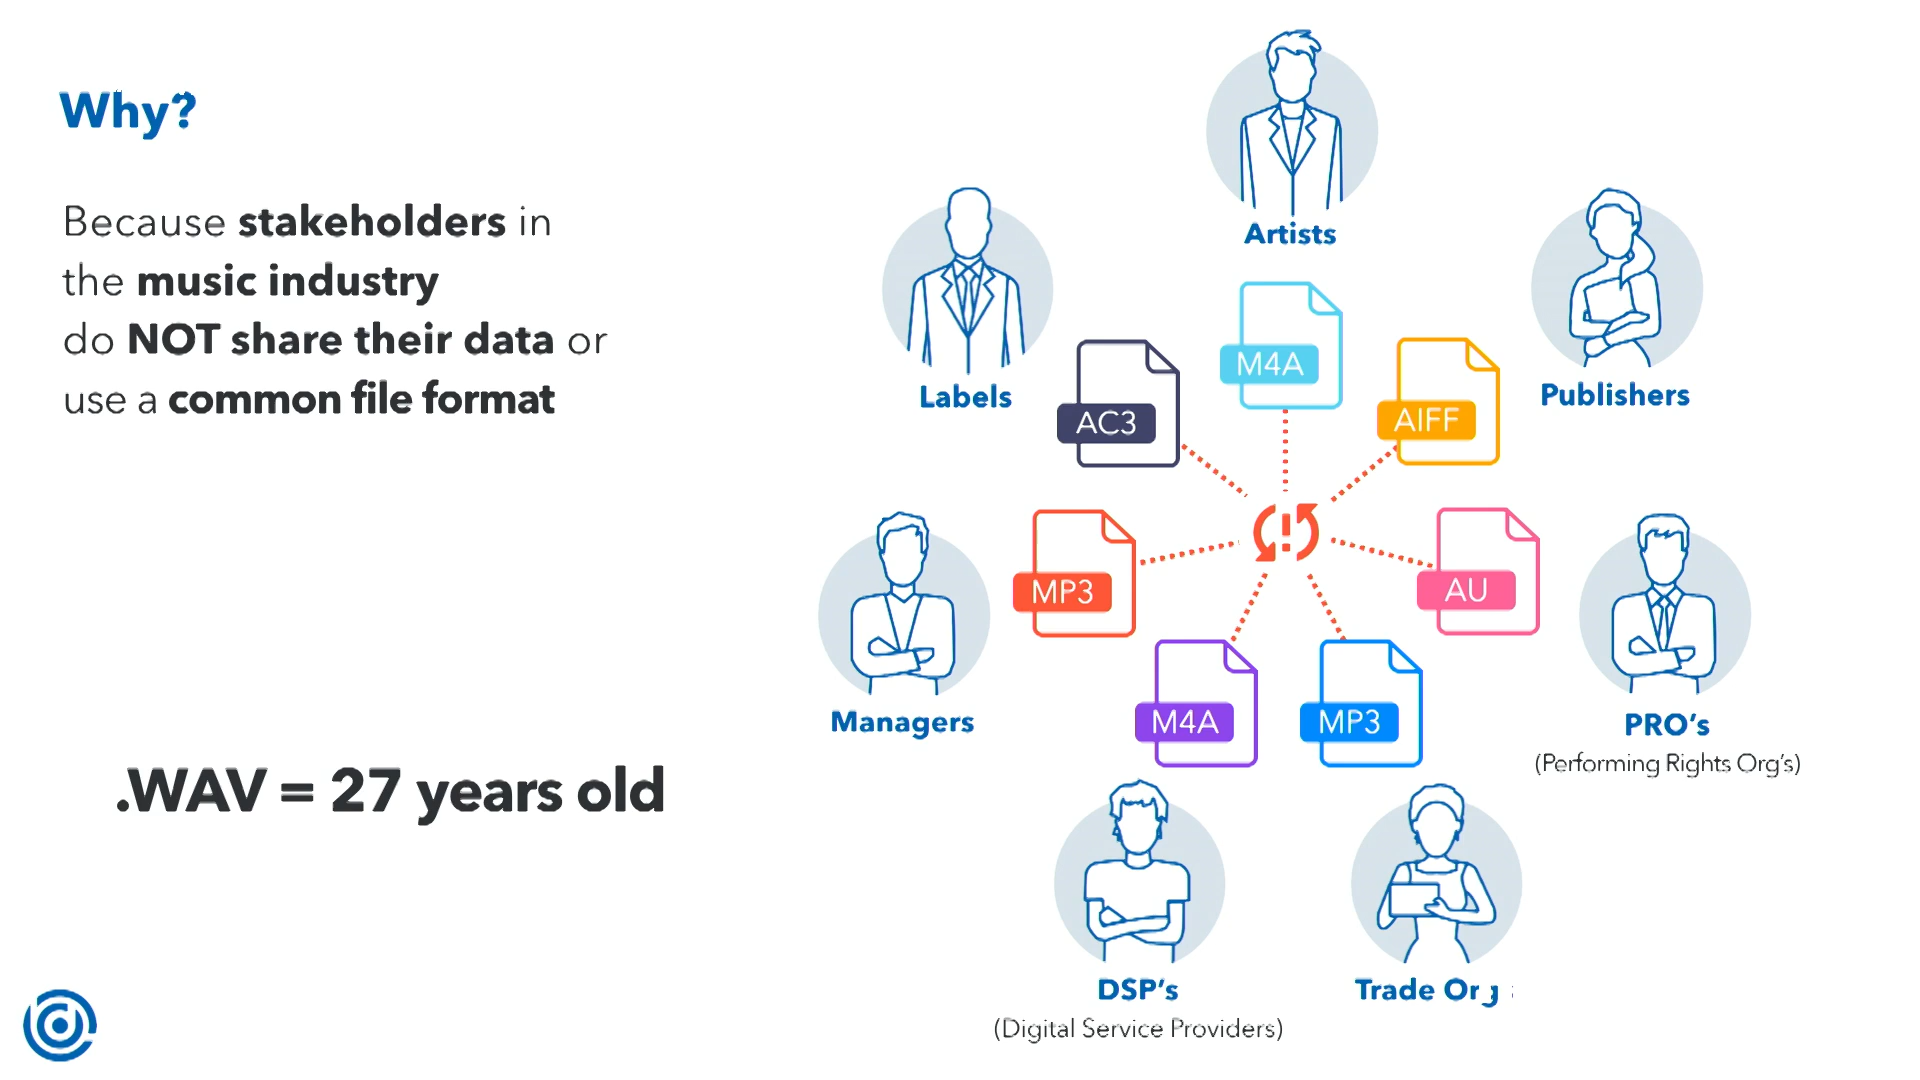 Why?
Because stakeholders in
the music industry
do NOT share their data or
use a common file format
.WAV = 27 years old
Artists
Labels
Publishers
M4A
AC3
AIFF
MP3
AU
Managers
PRO's
(Performing Rights Org's)
M4A
MP3
DSP's
(Digital Service Providers)
Trade Org